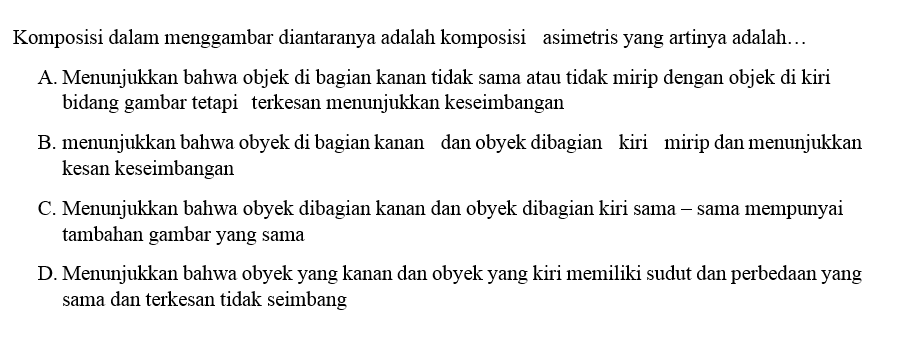 Komposisi dalam menggambar diantaranya adalah komposisi asimetris yang artinya adalah…
A. Menunjukkan bahwa objek di bagian kanan tidak sama atau tidak mirip dengan objek di kiri
bidang gambar tetapi terkesan menunjukkan keseimbangan
B. menunjukkan bahwa obyek di bagian kanan dan obyek dibagian kiri mirip dan menunjukkan
kesan keseimbangan
C. Menunjukkan bahwa obyek dibagian kanan dan obyek dibagian kiri sama – sama mempunyai
tambahan gambar yang sama
D. Menunjukkan bahwa obyek yang kanan dan obyek yang kiri memiliki sudut dan perbedaan yang
sama dan terkesan tidak seimbang